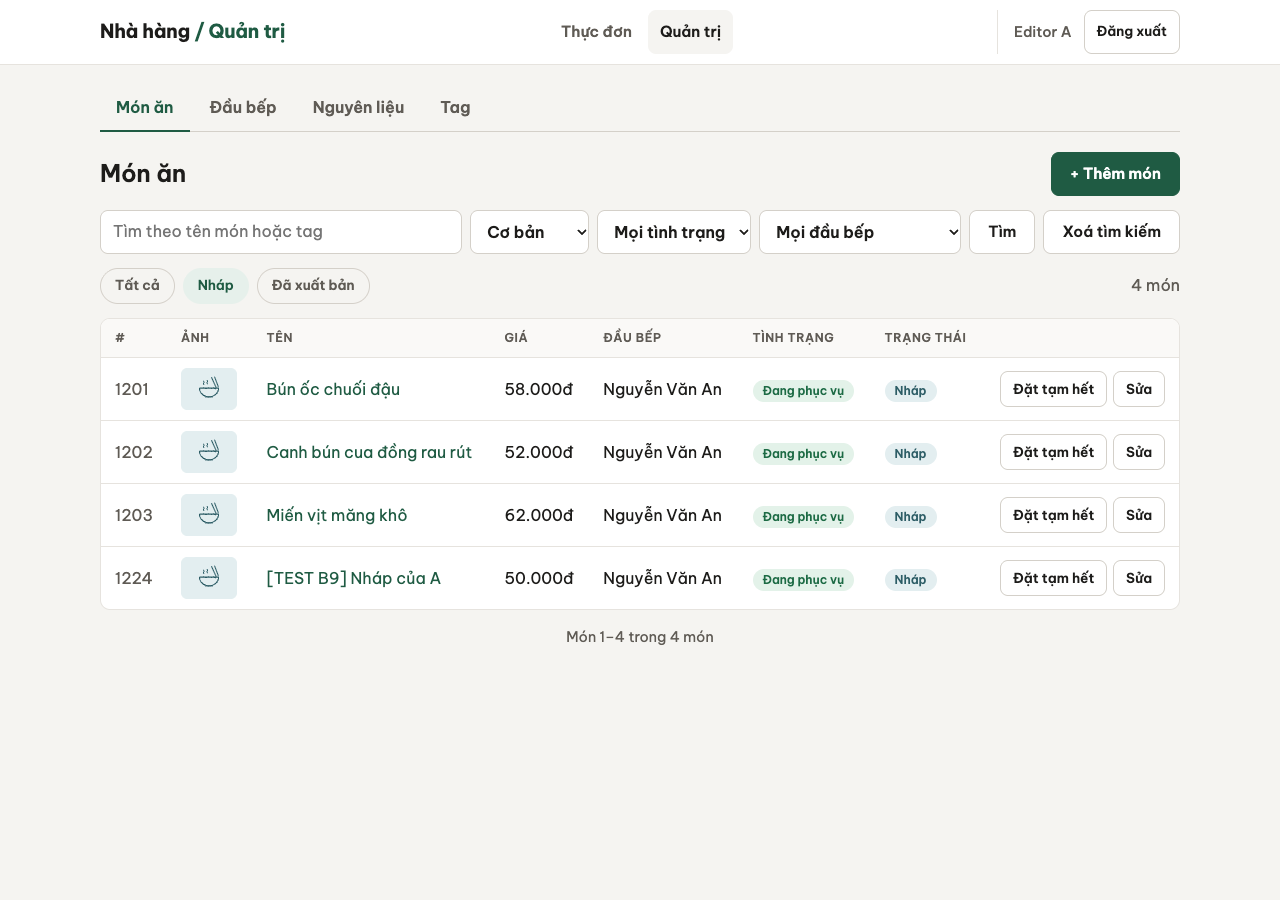 Nhà hàng / Quản trị
Thực đơn Quản trị
Editor A Đăng xuất
Món ăn Đầu bếp Nguyên liệu Tag
Món ăn
+ Thêm món
Tìm theo tên món hoặc tag Cơ bản Mọi tình trạng Mọi đầu bếp Tìm Xoá tìm kiếm
Tất cả Nháp Đã xuất bản 4 món
# ẢNH TÊN GIÁ ĐẦU BẾP TÌNH TRẠNG TRẠNG THÁI
1201 Bún ốc chuối đậu 58.000đ Nguyễn Văn An Đang phục vụ Nháp Đặt tạm hết Sửa
1202 Canh bún cua đồng rau rút 52.000đ Nguyễn Văn An Đang phục vụ Nháp Đặt tạm hết Sửa
1203 Miến vịt măng khô 62.000đ Nguyễn Văn An Đang phục vụ Nháp Đặt tạm hết Sửa
1224 [TEST B9] Nháp của A 50.000đ Nguyễn Văn An Đang phục vụ Nháp Đặt tạm hết Sửa
Món 1–4 trong 4 món